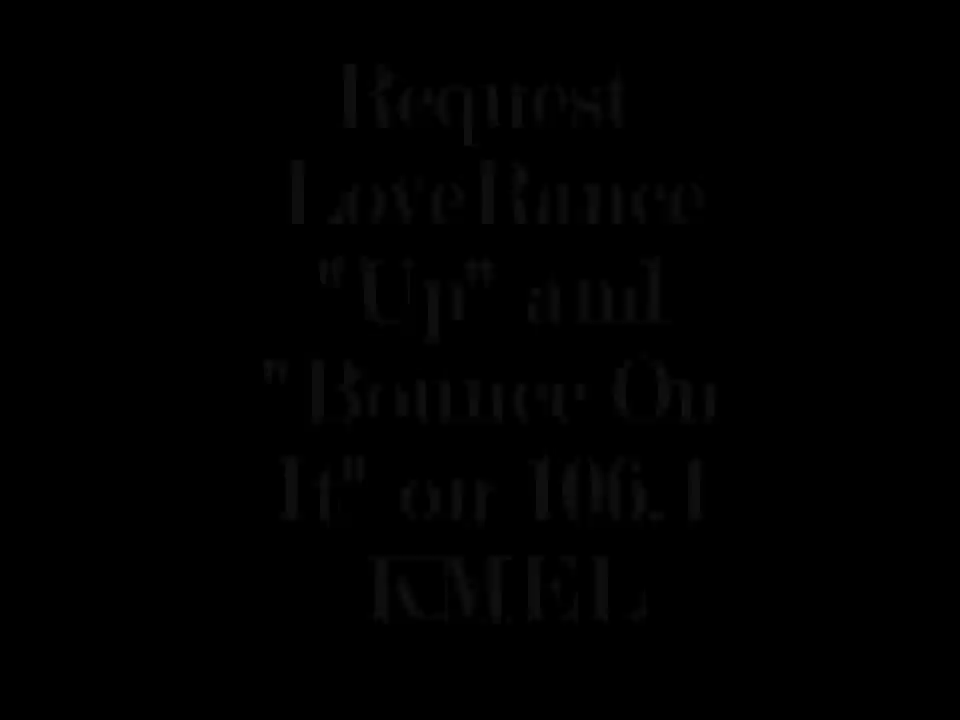 Request
LoveRance
"Up" and
"Bounce On
It" on 106.1
KMEL